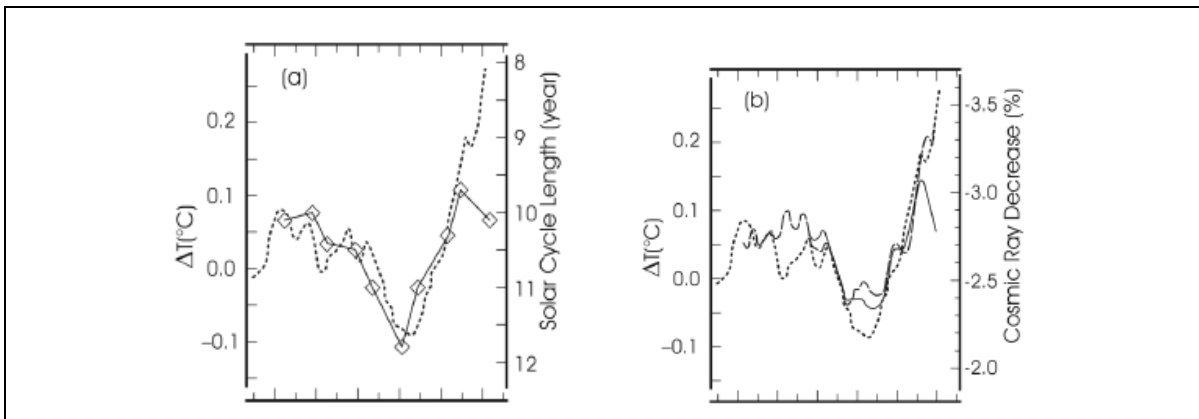 (a)
ΔT(°C)
0.2
0.1
0.0
–0.1
8
9
10
11
12
Solar Cycle Length (year)
(b)
ΔT(°C)
0.2
0.1
0.0
–0.1
-3.5
-3.0
-2.5
-2.0
Cosmic Ray Decrease (%)